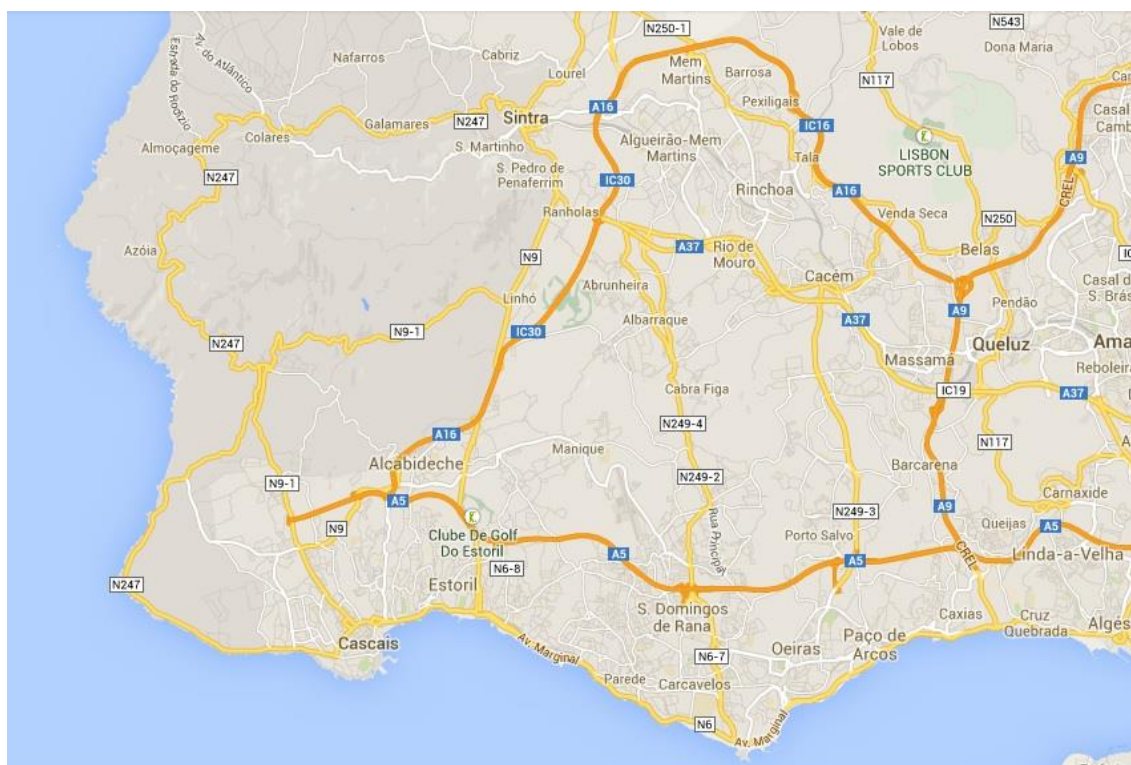 N250-1
N543
Vale de
Lobos
Dona Maria
Av. do Atlântico
Estrada do Rodízio
Nafarros
Cabriz
Lourel
Mem
Martins
Barrosa
N117
Pexiligais
A16
IC16
Casal
Camb
Sintra
N247
Galamares
Colares
Almoçageme
S. Martinho
Algueirão-Mem
Martins
Tala
LISBON
SPORTS CLUB
A9
CREL
N247
S. Pedro de
Penaferrim
IC30
Rinchoa
A16
Ranholas
Venda Seca
N250
Azóia
N9
A37
Rio de
Mouro
Belas
Linhó
Abrunheira
Cacém
Casal de
S. Brás
Pendão
N9-1
IC30
Albarraque
A37
A9
N247
Queluz
Massamá
Reboleira
Cabra Figa
IC19
A37
N249-4
A16
Manique
N117
Alcabideche
Barcarena
N9-1
N249-2
Carnaxide
A5
N9
Rua Principal
N249-3
A9
Queijas
A5
Clube De Golf
Do Estoril
Porto Salvo
Linda-a-Velha
CREL
N6-8
A5
A5
N247
Estoril
S. Domingos
de Rana
Caxias
Cruz
Quebrada
Algés
Cascais
Av. Marginal
N6-7
Oeiras
Paço de
Arcos
Parede
Carcavelos
N6
Av. Marginal